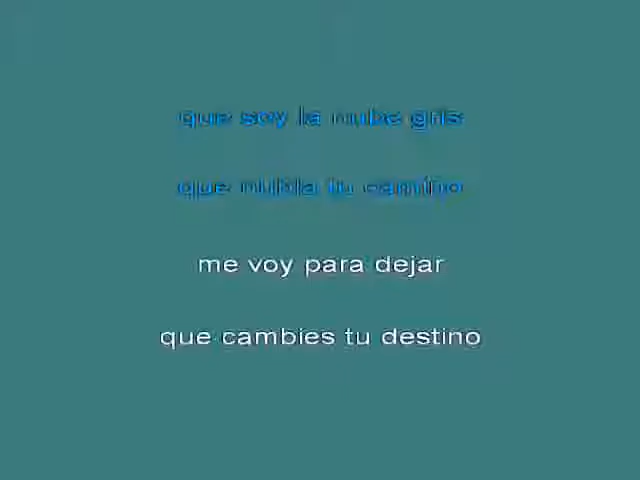 que soy la nube gris
que nubla tu camino
me voy para dejar
que cambies tu destino